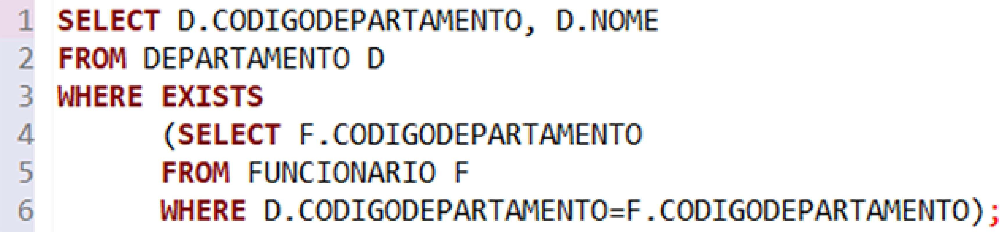 1 SELECT D.CODIGODEPARTAMENTO, D.NOME
2 FROM DEPARTAMENTO D
3 WHERE EXISTS
4 (SELECT F.CODIGODEPARTAMENTO
5 FROM FUNCIONARIO F
6 WHERE D.CODIGODEPARTAMENTO=F.CODIGODEPARTAMENTO);